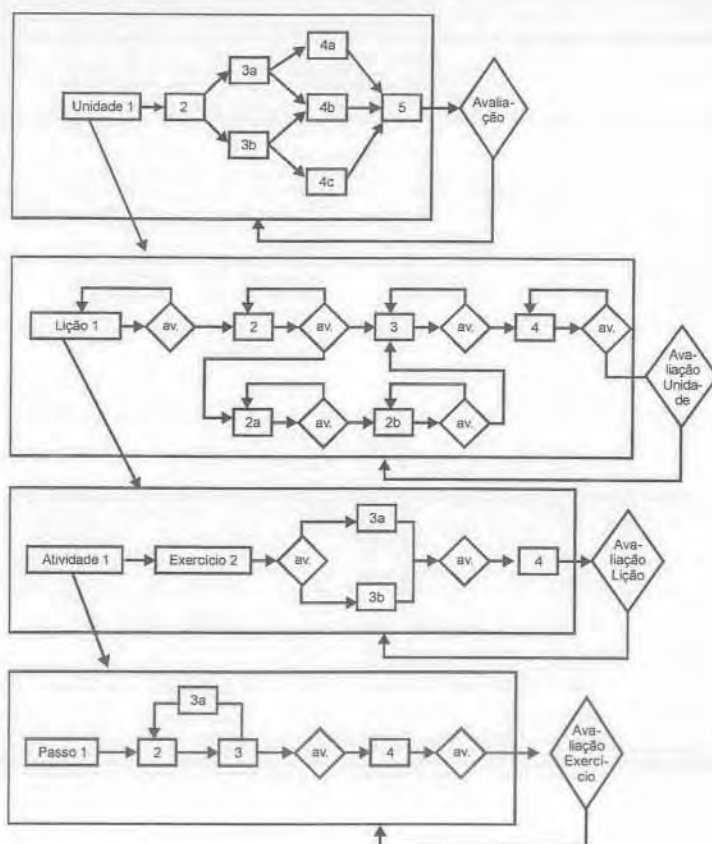 4a
3a
Unidade 1
2
4b
5
Avalia-
ção
3b
4c
Lição 1
av.
2
av.
3
av.
4
av.
Ava-
liação
Unida-
de
2a
av.
2b
av.
3a
Atividade 1
Exercício 2
av.
av.
4
Ava-
liação
Lição
3b
3a
Passo 1
2
3
av.
4
av.
Ava-
liação
Exercí-
cio